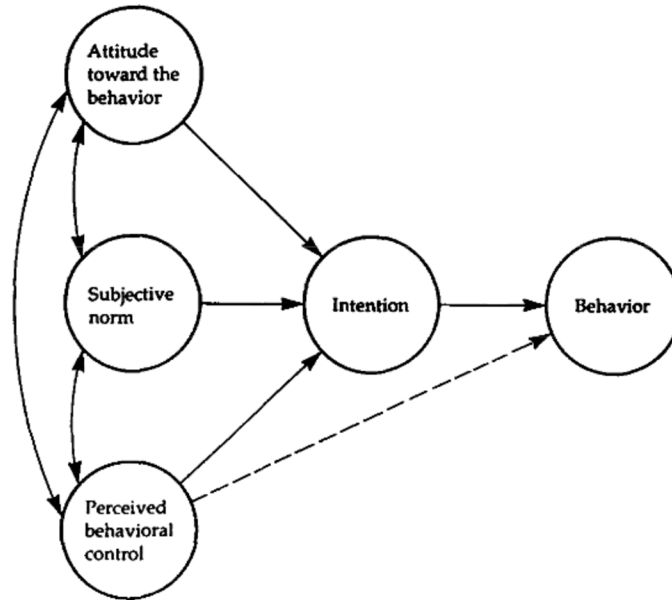 Attitude
toward the
behavior
Subjective
norm
Intention
Behavior
Perceived
behavioral
control